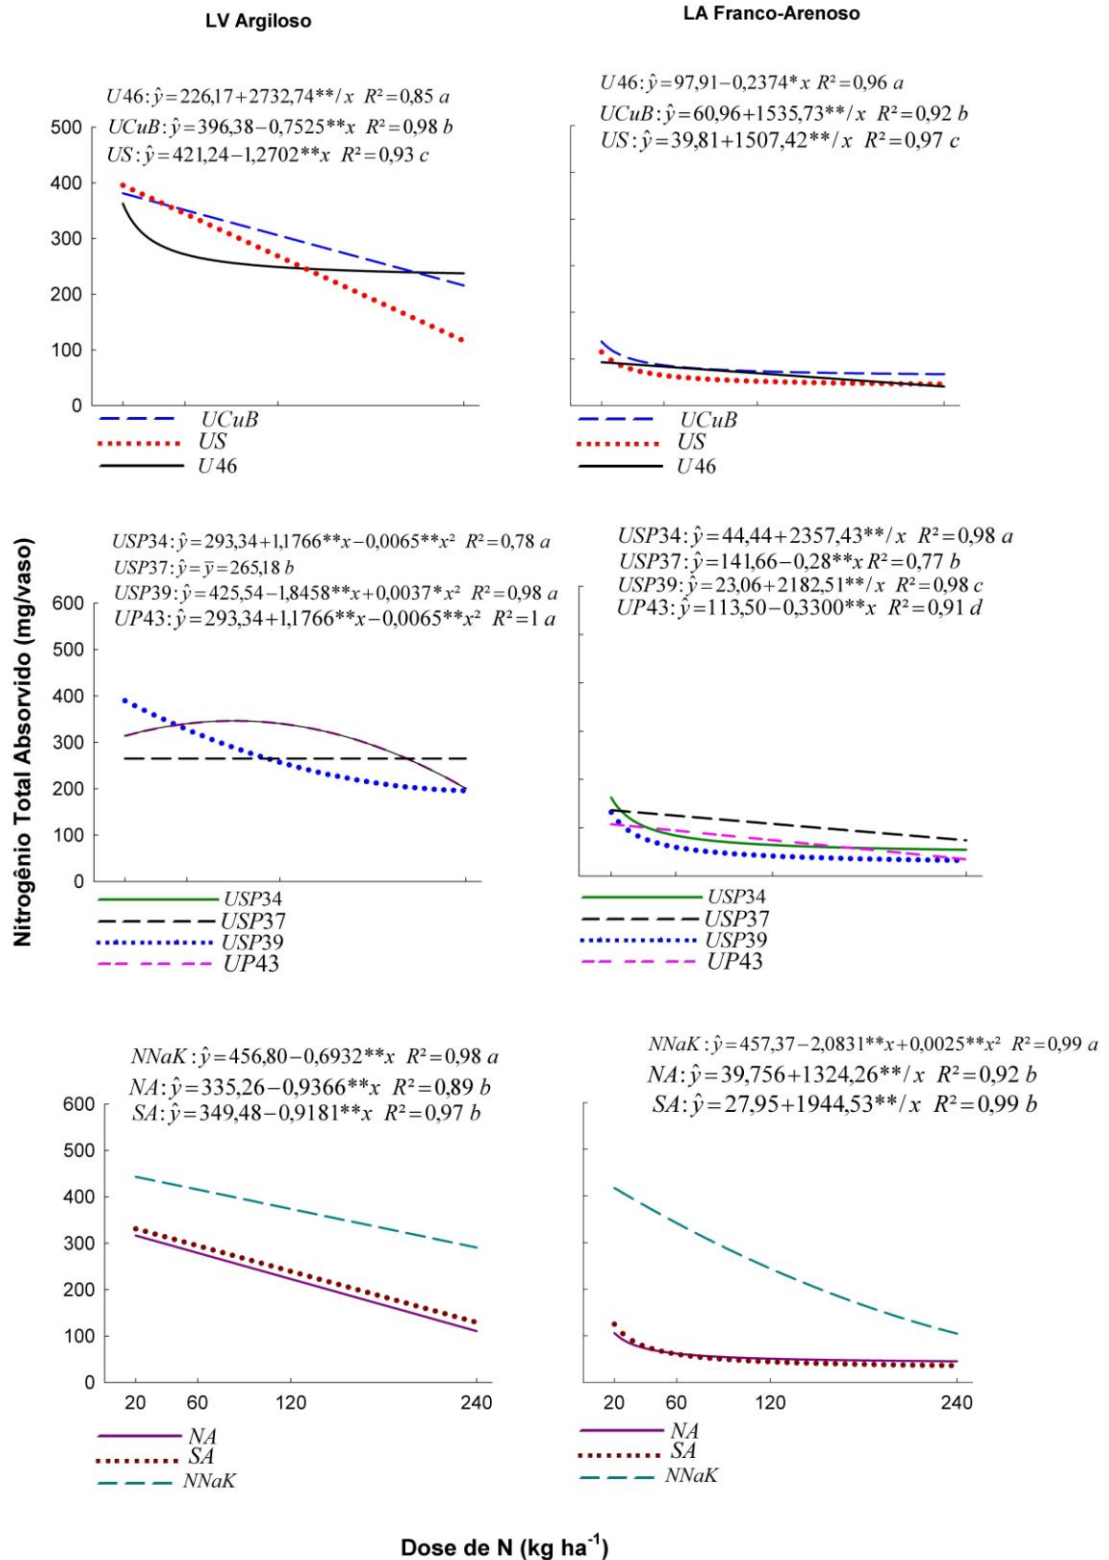 LV Argiloso
LA Franco-Arenoso
U46: ŷ=226,17+2732,74**/x R²=0,85 a
UCuB: ŷ=396,38−0,7525**x R²=0,98 b
US: ŷ=421,24−1,2702**x R²=0,93 c
U46: ŷ=97,91−0,2374*x R²=0,96 a
UCuB: ŷ=60,96+1535,73**/x R²=0,92 b
US: ŷ=39,81+1507,42**/x R²=0,97 c
500
400
300
200
100
0
UCuB
US
U46
UCuB
US
U46
Nitrogênio Total Absorvido (mg/vaso)
USP34: ŷ=293,34+1,1766**x−0,0065**x² R²=0,78 a
USP37: ŷ=y̅=265,18 b
USP39: ŷ=425,54−1,8458**x+0,0037*x² R²=0,98 a
UP43: ŷ=293,34+1,1766**x−0,0065**x² R²=1 a
USP34: ŷ=44,44+2357,43**/x R²=0,98 a
USP37: ŷ=141,66−0,28**x R²=0,77 b
USP39: ŷ=23,06+2182,51**/x R²=0,98 c
UP43: ŷ=113,50−0,3300**x R²=0,91 d
600
500
400
300
200
100
0
USP34
USP37
USP39
UP43
USP34
USP37
USP39
UP43
NNaK: ŷ=456,80−0,6932**x R²=0,98 a
NA: ŷ=335,26−0,9366**x R²=0,89 b
SA: ŷ=349,48−0,9181**x R²=0,97 b
NNaK: ŷ=457,37−2,0831**x+0,0025**x² R²=0,99 a
NA: ŷ=39,756+1324,26**/x R²=0,92 b
SA: ŷ=27,95+1944,53**/x R²=0,99 b
600
500
400
300
200
100
0
20 60 120 240
20 60 120 240
NA
SA
NNaK
NA
SA
NNaK
Dose de N (kg ha⁻¹)